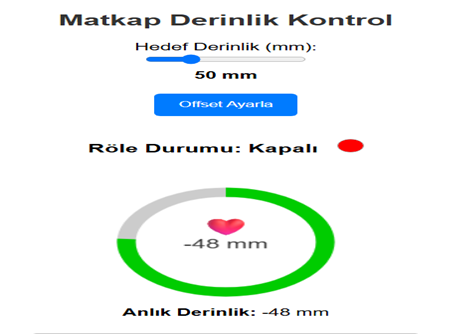 Matkap Derinlik Kontrol
Hedef Derinlik (mm):
50 mm
Offset Ayarla
Röle Durumu: Kapalı
-48 mm
Anlık Derinlik: -48 mm